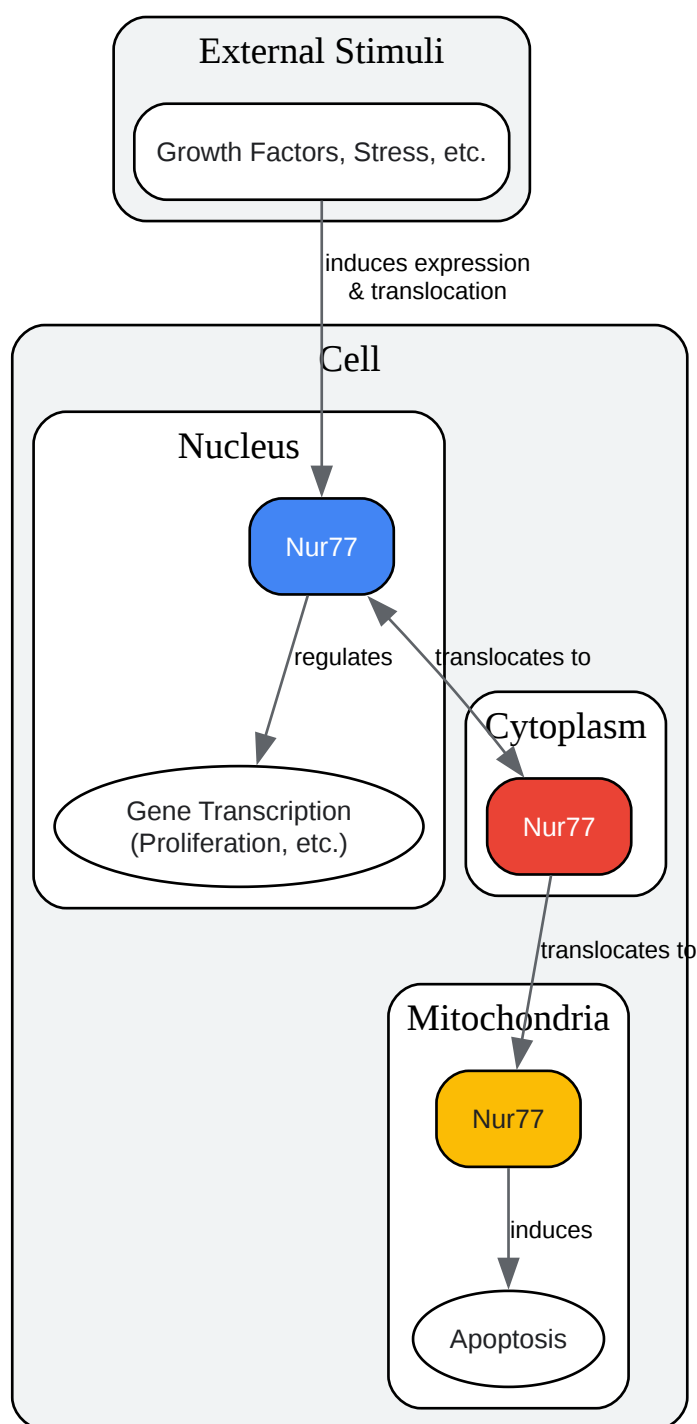 External Stimuli
Growth Factors, Stress, etc.
induces expression
& translocation
Cell
Nucleus
Nur77
regulates
translocates to
Cytoplasm
Gene Transcription
(Proliferation, etc.)
Nur77
translocates to
Mitochondria
Nur77
induces
Apoptosis